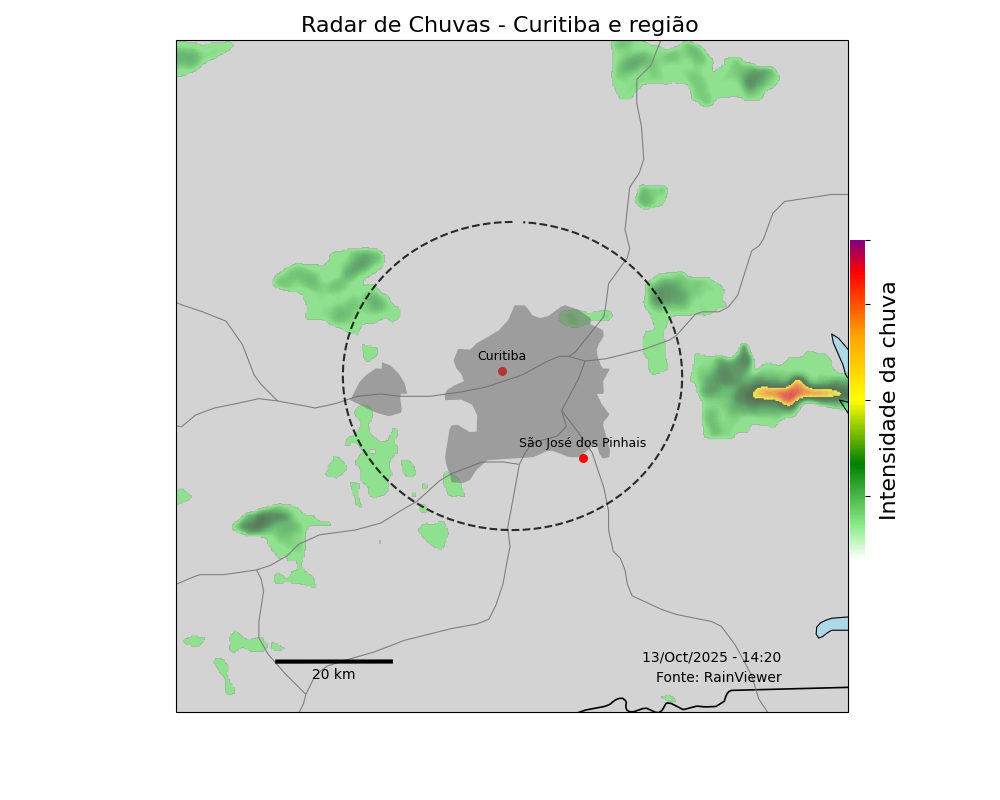 Radar de Chuvas - Curitiba e região
Curitiba
São José dos Pinhais
Intensidade da chuva
13/Oct/2025 - 14:20
Fonte: RainViewer
20 km